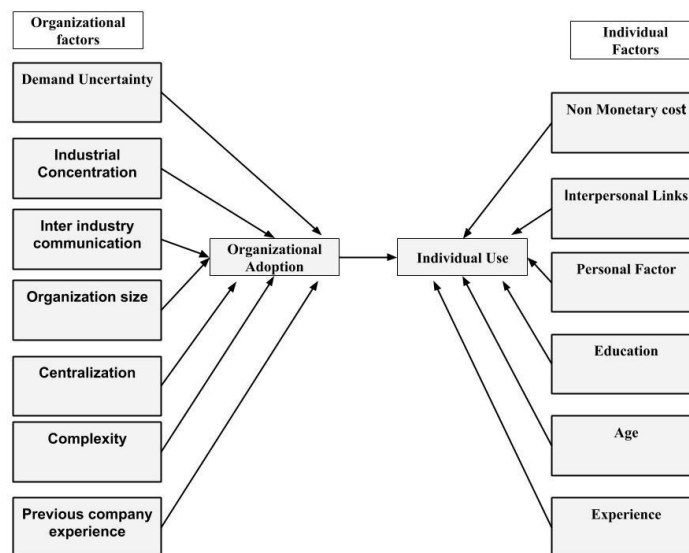 Organizational
factors
Demand Uncertainty
Industrial
Concentration
Inter industry
communication
Organization size
Centralization
Complexity
Previous company
experience
Organizational
Adoption
Individual Use
Individual
Factors
Non Monetary cost
Interpersonal Links
Personal Factor
Education
Age
Experience